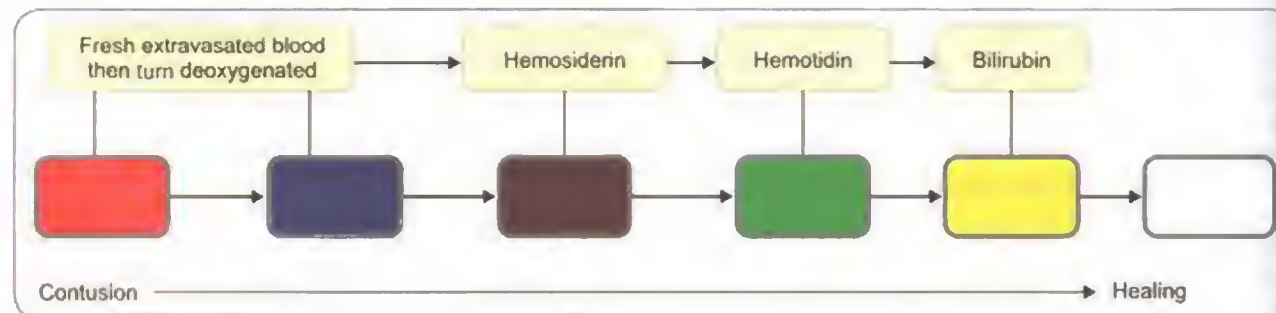 Fresh extravasated blood
then turn deoxygenated
Hemosiderin
Hemotidin
Bilirubin
Contusion
Healing